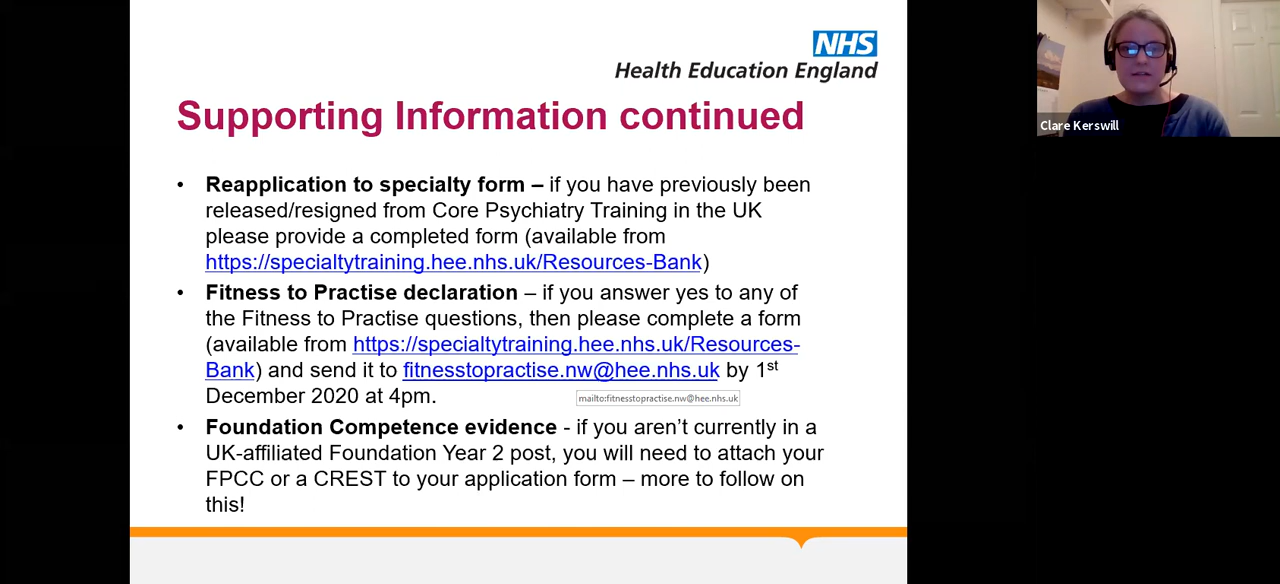 NHS
Health Education England
Supporting Information continued
• Reapplication to specialty form – if you have previously been
released/resigned from Core Psychiatry Training in the UK
please provide a completed form (available from
https://specialtytraining.hee.nhs.uk/Resources-Bank)
• Fitness to Practise declaration – if you answer yes to any of
the Fitness to Practise questions, then please complete a form
(available from https://specialtytraining.hee.nhs.uk/Resources-
Bank) and send it to fitnesstopractise.nw@hee.nhs.uk by 1st
December 2020 at 4pm.
mailto:fitnesstopractise.nw@hee.nhs.uk
• Foundation Competence evidence - if you aren’t currently in a
UK-affiliated Foundation Year 2 post, you will need to attach your
FPCC or a CREST to your application form – more to follow on
this!
Clare Kerswill